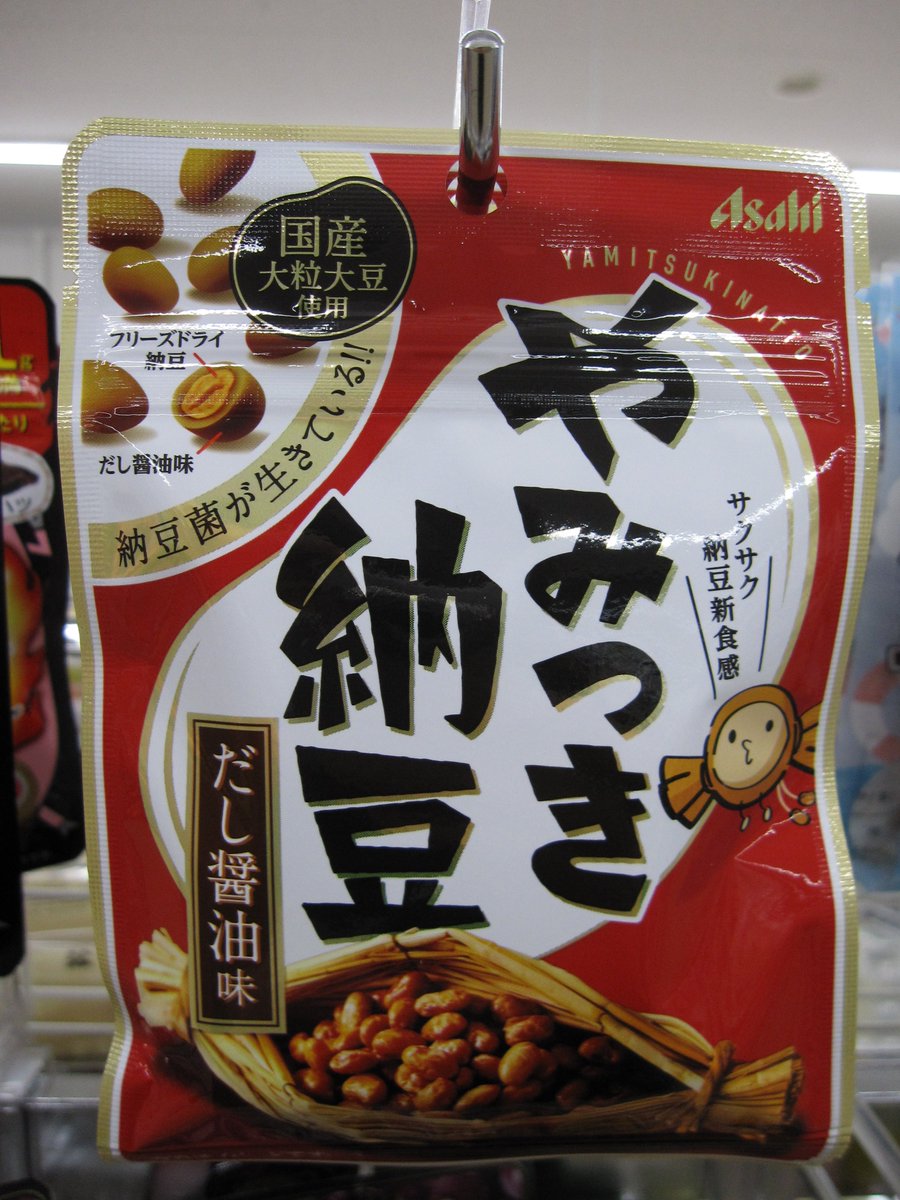 Asahi
YAMITSUKINATTO
国産
大粒大豆
使用
フリーズドライ
納豆
だし醤油味
納豆菌が生きている!!
やみつき
納豆
サクサク
納豆新食感
だし醤油味
g
たり